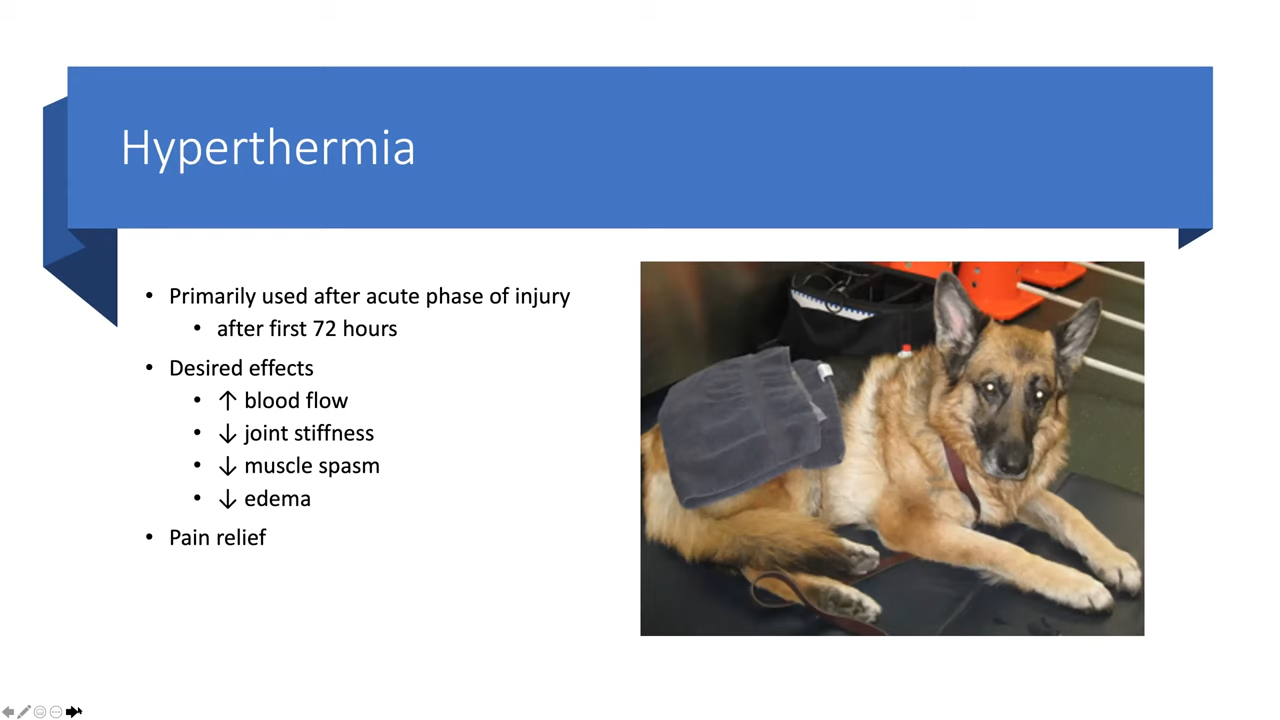 Hyperthermia
• Primarily used after acute phase of injury
• after first 72 hours
• Desired effects
• ↑ blood flow
• ↓ joint stiffness
• ↓ muscle spasm
• ↓ edema
• Pain relief